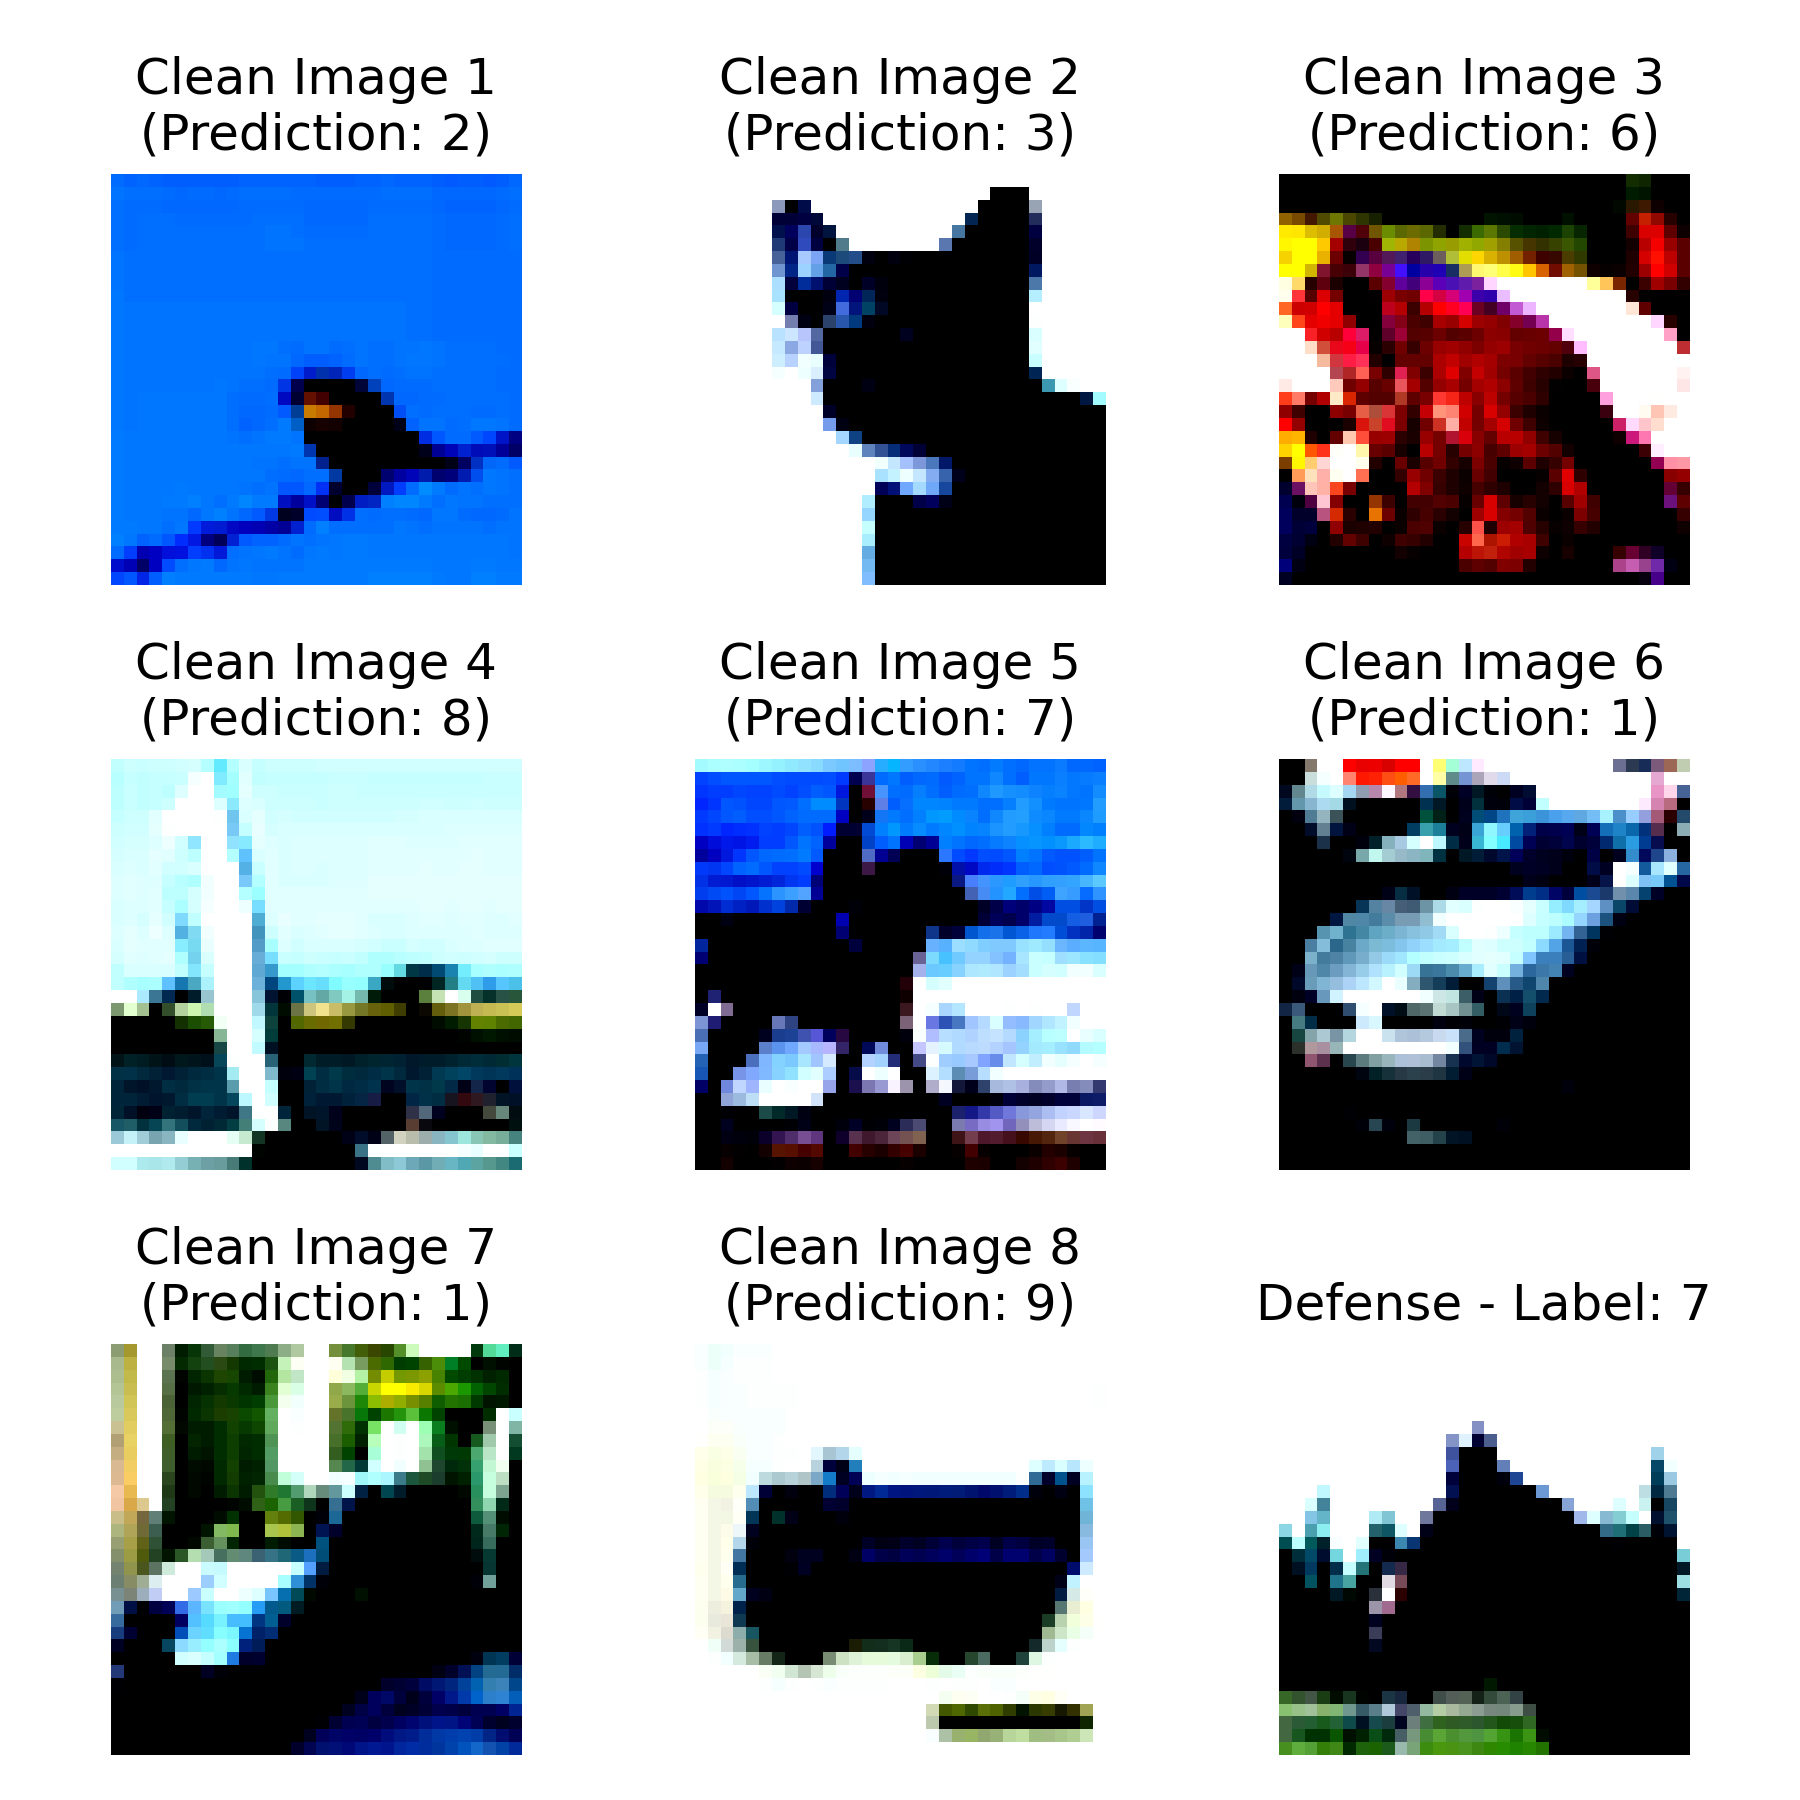 Clean Image 1
(Prediction: 2)
Clean Image 2
(Prediction: 3)
Clean Image 3
(Prediction: 6)
Clean Image 4
(Prediction: 8)
Clean Image 5
(Prediction: 7)
Clean Image 6
(Prediction: 1)
Clean Image 7
(Prediction: 1)
Clean Image 8
(Prediction: 9)
Defense - Label: 7